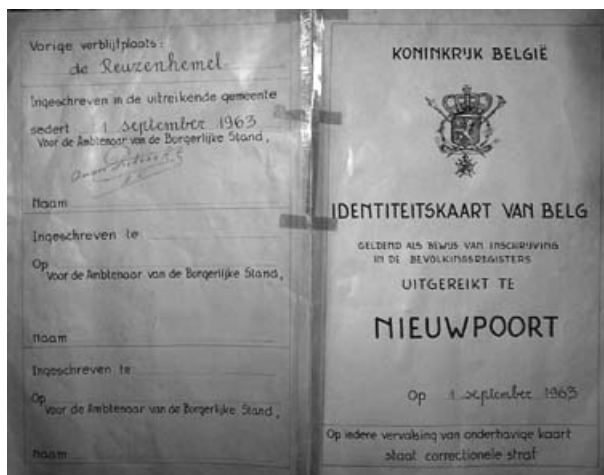 Vorige verblijfplaats:
de Reuzenhemel
Ingeschreven in de uitreikende gemeente
sedert 1 september 1963
Voor de Ambtenaar van de Burgerlijke Stand,
Naam
Ingeschreven te
Op
Voor de Ambtenaar van de Burgerlijke Stand,
Naam
Ingeschreven te
Op
Voor de Ambtenaar van de Burgerlijke Stand,
Naam
KONINKRIJK BELGIË
IDENTITEITSKAART VAN BELG
GELDEND ALS BEWIJS VAN INSCHRIJVING
IN DE BEVOLKINGSREGISTERS
UITGEREIKT TE
NIEUWPOORT
Op 1 september 1963
Op iedere vervalsing van onderhavige kaart
staat correctionele straf